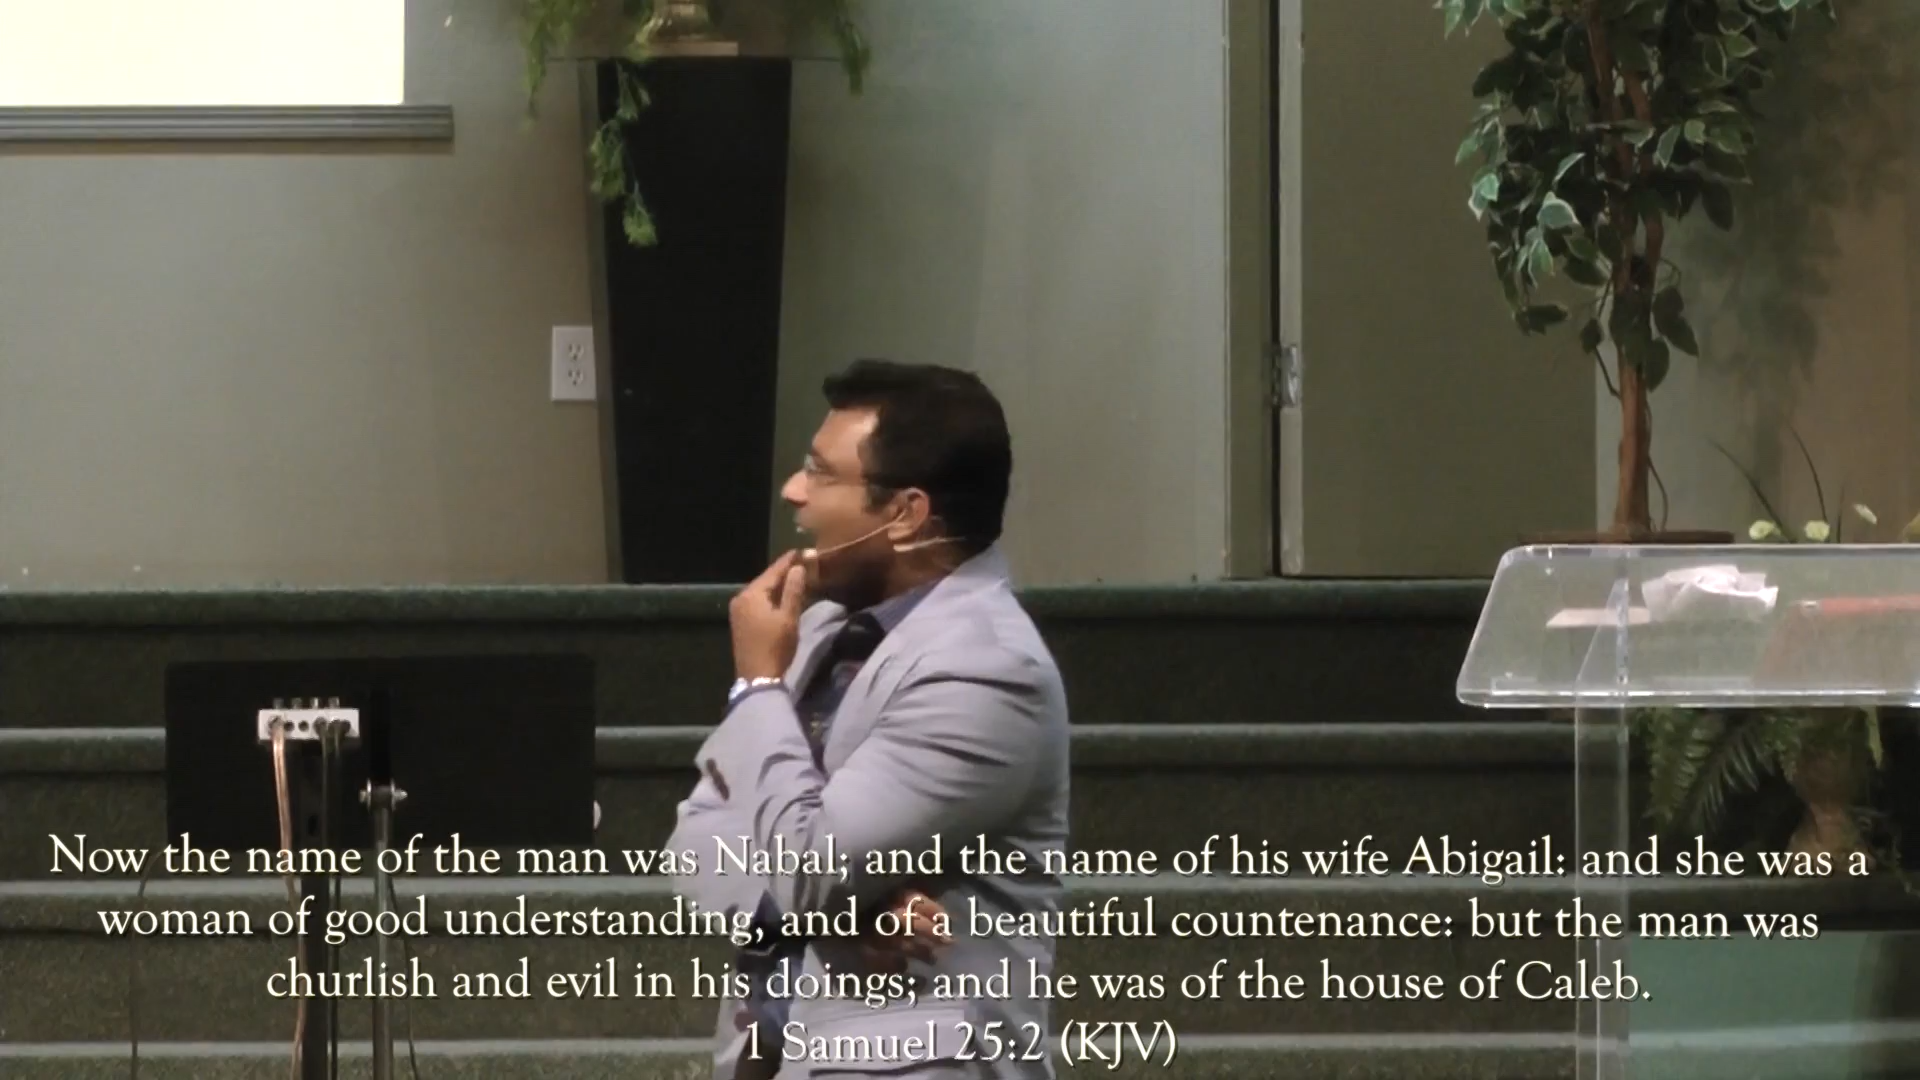 Now the name of the man was Nabal; and the name of his wife Abigail: and she was a
woman of good understanding, and of a beautiful countenance: but the man was
churlish and evil in his doings; and he was of the house of Caleb.
1 Samuel 25:2 (KJV)